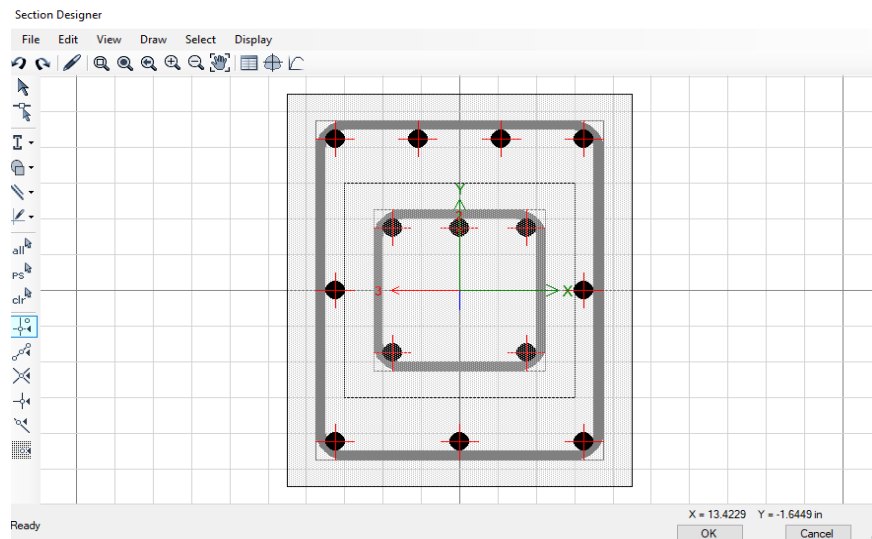 Section Designer
File Edit View Draw Select Display
all
PS
clr
Y
2
3
X
X = 13.4229 Y = -1.6449 in
Ready
OK Cancel